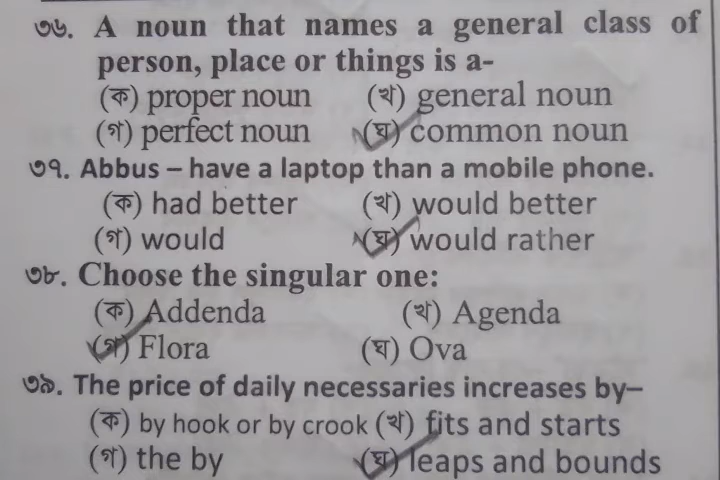 ৩৬. A noun that names a general class of
person, place or things is a-
(ক) proper noun (খ) general noun
(গ) perfect noun (ঘ) common noun
৩৭. Abbus – have a laptop than a mobile phone.
(ক) had better (খ) would better
(গ) would (ঘ) would rather
৩৮. Choose the singular one:
(ক) Addenda (খ) Agenda
(গ) Flora (ঘ) Ova
৩৯. The price of daily necessaries increases by–
(ক) by hook or by crook (খ) fits and starts
(গ) the by (ঘ) leaps and bounds